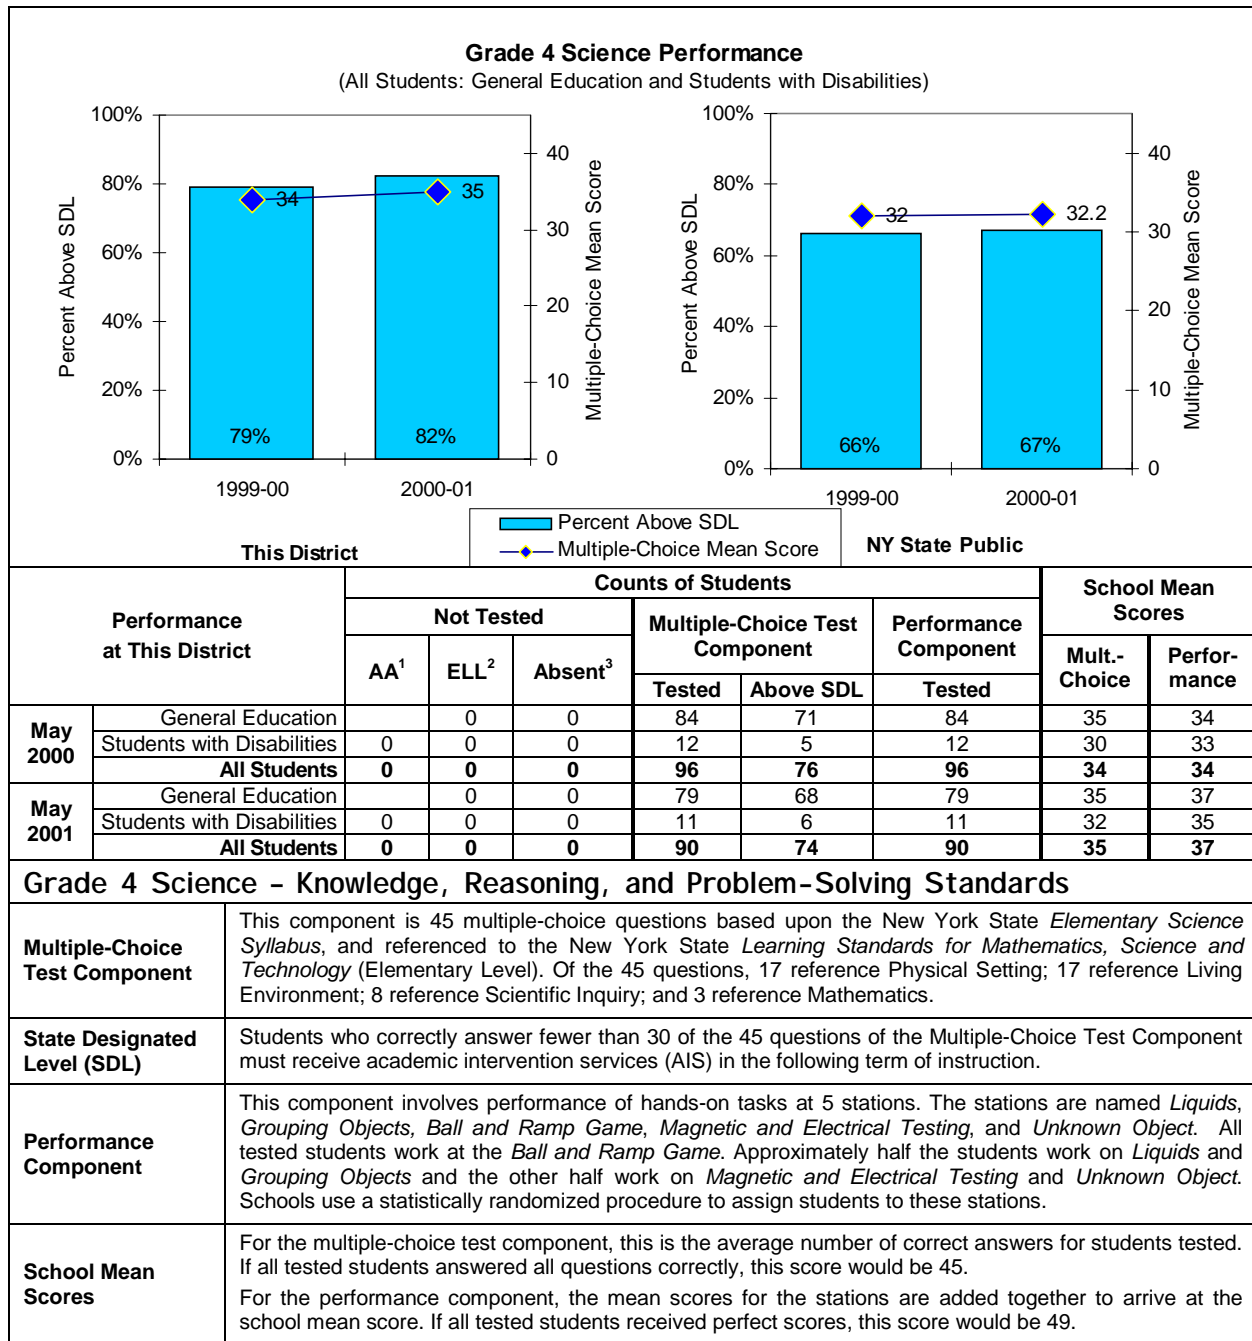 Grade 4 Science Performance
(All Students: General Education and Students with Disabilities)
100%
80%
60%
40%
20%
0%
Percent Above SDL
34
35
79%
82%
1999-00
2000-01
40
30
20
10
0
Multiple-Choice Mean Score
This District
100%
80%
60%
40%
20%
0%
Percent Above SDL
32
32.2
66%
67%
1999-00
2000-01
40
30
20
10
0
Multiple-Choice Mean Score
NY State Public
Percent Above SDL
Multiple-Choice Mean Score
Performance
at This District
Counts of Students
School Mean
Scores
Not Tested
Multiple-Choice Test
Component
Performance
Component
AA¹ ELL² Absent³
Mult.-
Choice
Perfor-
mance
Tested Above SDL Tested
May
2000
General Education 0 0 84 71 84 35 34
Students with Disabilities 0 0 0 12 5 12 30 33
All Students 0 0 0 96 76 96 34 34
May
2001
General Education 0 0 79 68 79 35 37
Students with Disabilities 0 0 0 11 6 11 32 35
All Students 0 0 0 90 74 90 35 37
Grade 4 Science – Knowledge, Reasoning, and Problem-Solving Standards
Multiple-Choice
Test Component
This component is 45 multiple-choice questions based upon the New York State Elementary Science
Syllabus, and referenced to the New York State Learning Standards for Mathematics, Science and
Technology (Elementary Level). Of the 45 questions, 17 reference Physical Setting; 17 reference Living
Environment; 8 reference Scientific Inquiry; and 3 reference Mathematics.
State Designated
Level (SDL)
Students who correctly answer fewer than 30 of the 45 questions of the Multiple-Choice Test Component
must receive academic intervention services (AIS) in the following term of instruction.
Performance
Component
This component involves performance of hands-on tasks at 5 stations. The stations are named Liquids,
Grouping Objects, Ball and Ramp Game, Magnetic and Electrical Testing, and Unknown Object. All
tested students work at the Ball and Ramp Game. Approximately half the students work on Liquids and
Grouping Objects and the other half work on Magnetic and Electrical Testing and Unknown Object.
Schools use a statistically randomized procedure to assign students to these stations.
School Mean
Scores
For the multiple-choice test component, this is the average number of correct answers for students tested.
If all tested students answered all questions correctly, this score would be 45.
For the performance component, the mean scores for the stations are added together to arrive at the
school mean score. If all tested students received perfect scores, this score would be 49.